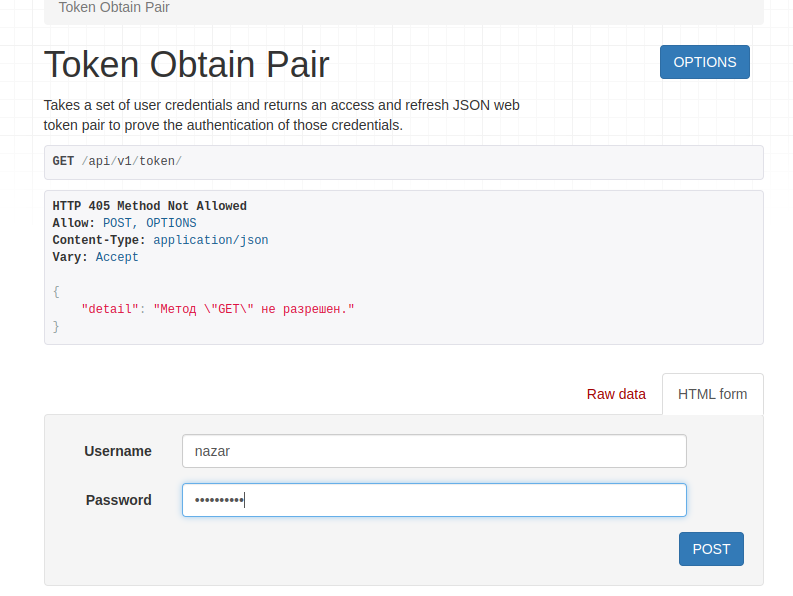 Token Obtain Pair
Token Obtain Pair
OPTIONS
Takes a set of user credentials and returns an access and refresh JSON web
token pair to prove the authentication of those credentials.
GET /api/v1/token/
HTTP 405 Method Not Allowed
Allow: POST, OPTIONS
Content-Type: application/json
Vary: Accept
{
"detail": "Метод \"GET\" не разрешен."
}
Raw data
HTML form
Username
nazar
Password
••••••••••
POST